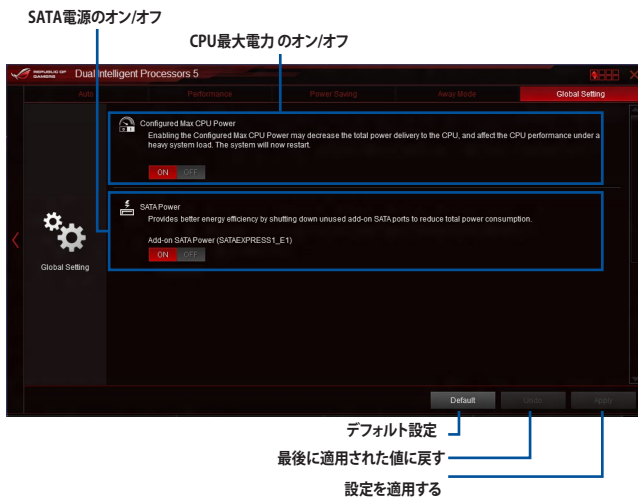 SATA電源のオン/オフ
CPU最大電力 のオン/オフ
REPUBLIC OF
GAMERS
Dual Intelligent Processors 5
Auto
Performance
Power Saving
Away Mode
Global Setting
Configured Max CPU Power
Enabling the Configured Max CPU Power may decrease the total power delivery to the CPU, and affect the CPU performance under a
heavy system load. The system will now restart.
ON OFF
SATA Power
Provides better energy efficiency by shutting down unused add-on SATA ports to reduce total power consumption.
Add-on SATA Power (SATAEXPRESS1_E1)
ON OFF
Global Setting
Default
Undo
Apply
デフォルト設定
最後に適用された値に戻す
設定を適用する